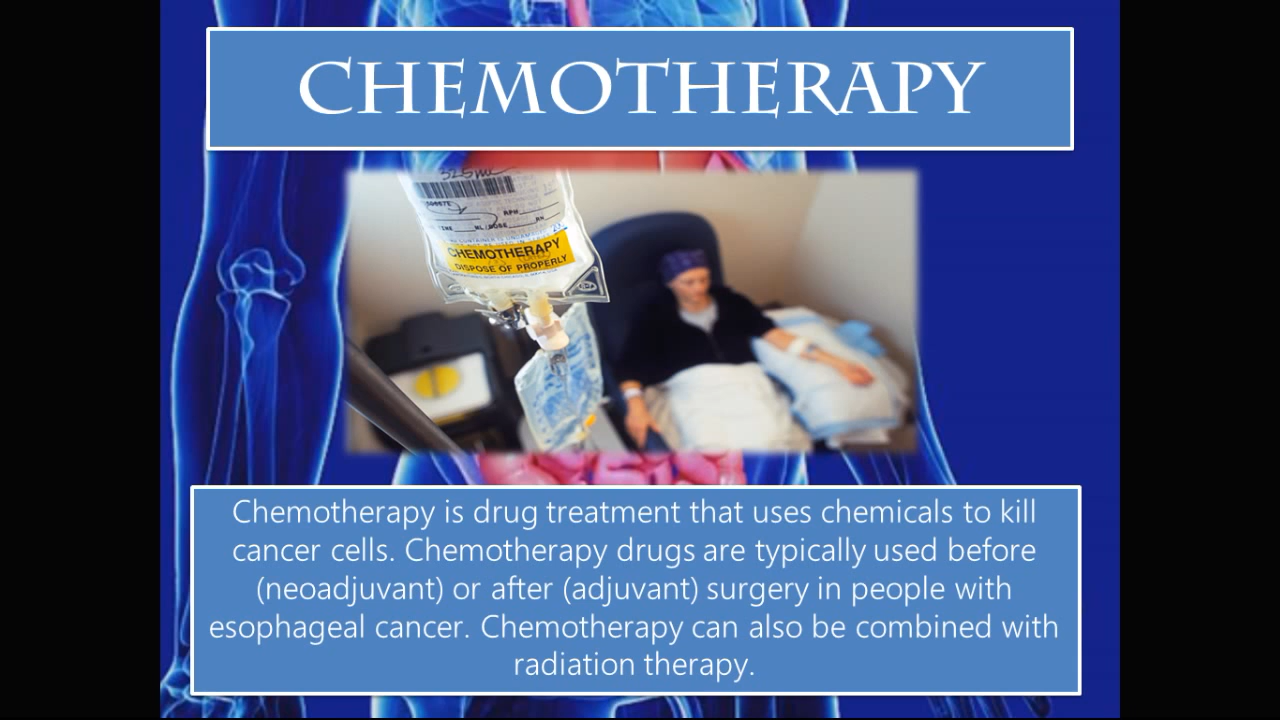 CHEMOTHERAPY
325mL
RPH
CHEMOTHERAPY
DISPOSE OF PROPERLY
Chemotherapy is drug treatment that uses chemicals to kill
cancer cells. Chemotherapy drugs are typically used before
(neoadjuvant) or after (adjuvant) surgery in people with
esophageal cancer. Chemotherapy can also be combined with
radiation therapy.